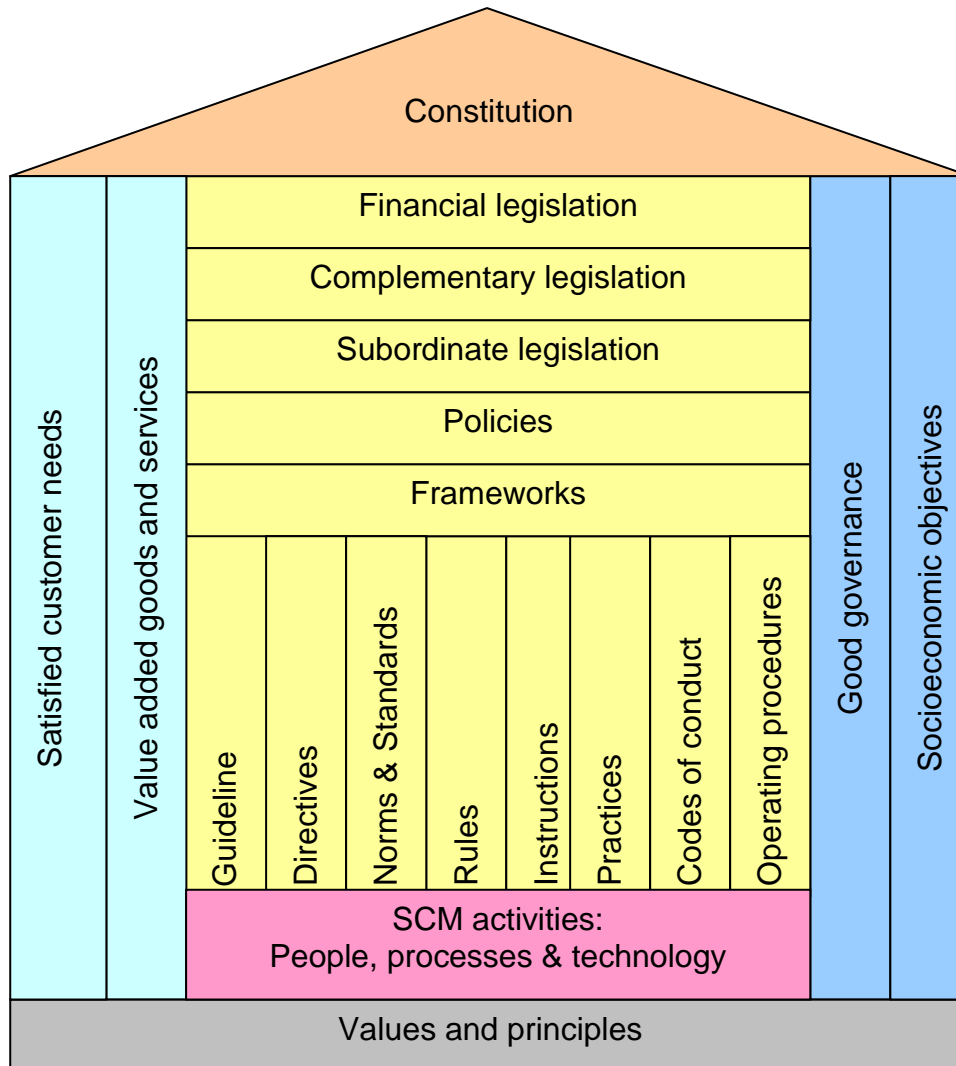 Constitution
Satisfied customer needs
Value added goods and services
Financial legislation
Complementary legislation
Subordinate legislation
Policies
Frameworks
Guideline
Directives
Norms & Standards
Rules
Instructions
Practices
Codes of conduct
Operating procedures
SCM activities:
People, processes & technology
Good governance
Socioeconomic objectives
Values and principles